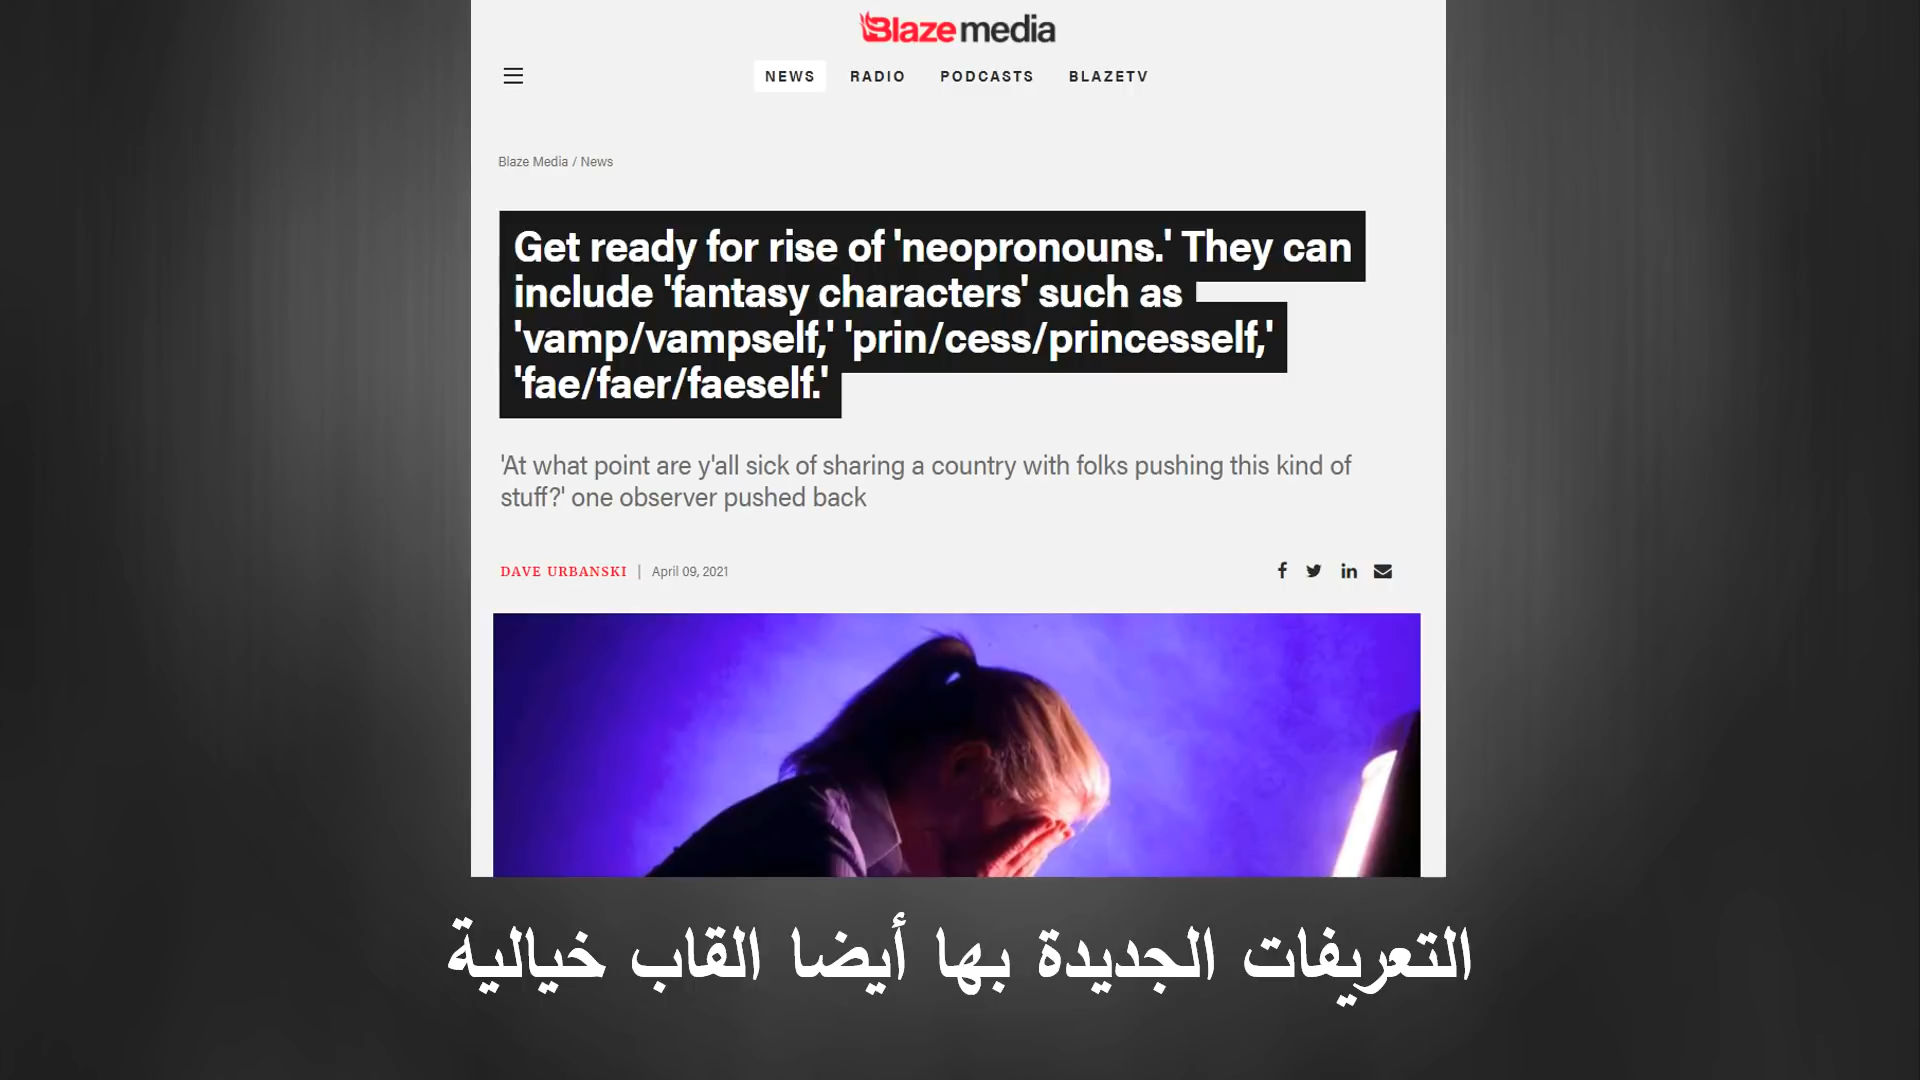 Blaze media
NEWS RADIO PODCASTS BLAZETV
Blaze Media / News
Get ready for rise of 'neopronouns.' They can
include 'fantasy characters' such as
'vamp/vampself,' 'prin/cess/princesself,'
'fae/faer/faeself.'
'At what point are y'all sick of sharing a country with folks pushing this kind of
stuff?' one observer pushed back
DAVE URBANSKI | April 09, 2021
التعريفات الجديدة بها أيضا القاب خيالية